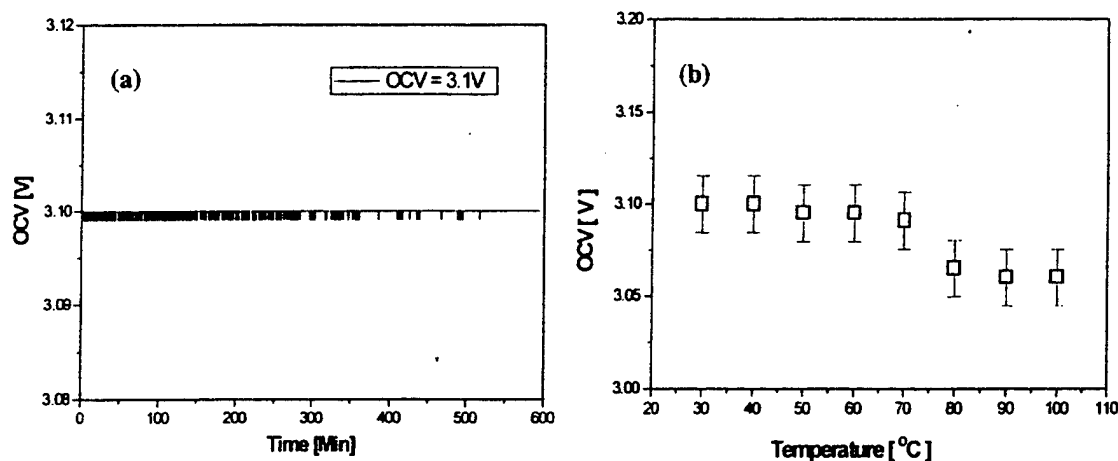 (a)
OCV = 3.1V
OCV [V]
3.12
3.11
3.10
3.09
3.08
0 100 200 300 400 500 600
Time [Min]
(b)
OCV [ V ]
3.20
3.15
3.10
3.05
3.00
20 30 40 50 60 70 80 90 100 110
Temperature [ °C ]